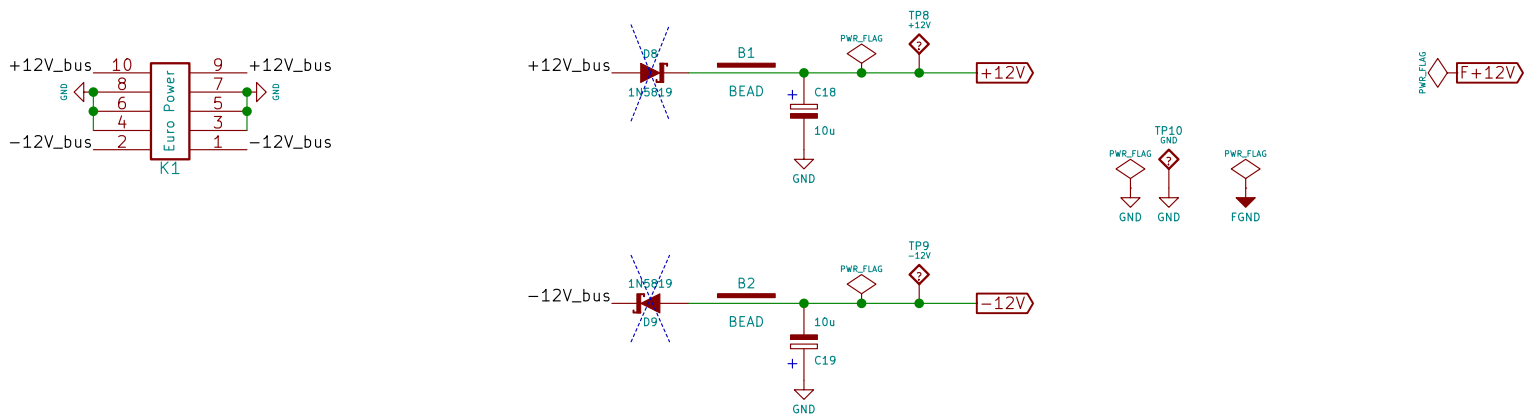 +12V_bus 10 9 +12V_bus
GND 8 7 GND
6 5
4 3
-12V_bus 2 1 -12V_bus
Euro Power
K1
+12V_bus
D8
1N5819
B1
BEAD
+
C18
10u
GND
PWR_FLAG
TP8
+12V
?
+12V
-12V_bus
1N5819
D9
B2
BEAD
10u
+
C19
GND
PWR_FLAG
TP9
-12V
?
-12V
PWR_FLAG
GND
TP10
GND
?
GND
PWR_FLAG
FGND
PWR_FLAG
F+12V